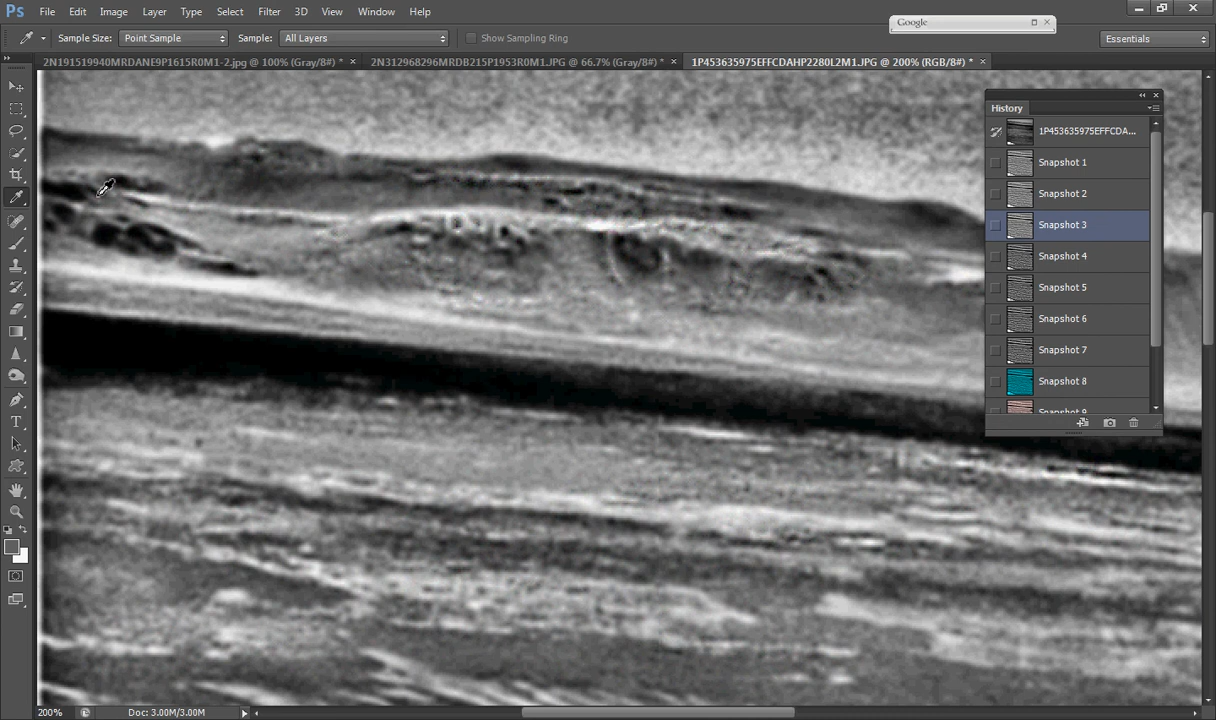 Ps File Edit Image Layer Type Select Filter 3D View Window Help
Google
Sample Size: Point Sample Sample: All Layers Show Sampling Ring Essentials
2N191519940MRDANE9P1615R0M1-2.jpg @ 100% (Gray/8#) * 2N312968296MRDB215P1953R0M1.JPG @ 66.7% (Gray/8#) * 1P453635975EFFCDAHP2280L2M1.JPG @ 200% (RGB/8#) *
History
1P453635975EFFCDA...
Snapshot 1
Snapshot 2
Snapshot 3
Snapshot 4
Snapshot 5
Snapshot 6
Snapshot 7
Snapshot 8
Snapshot 9
200% Doc: 3.00M/3.00M